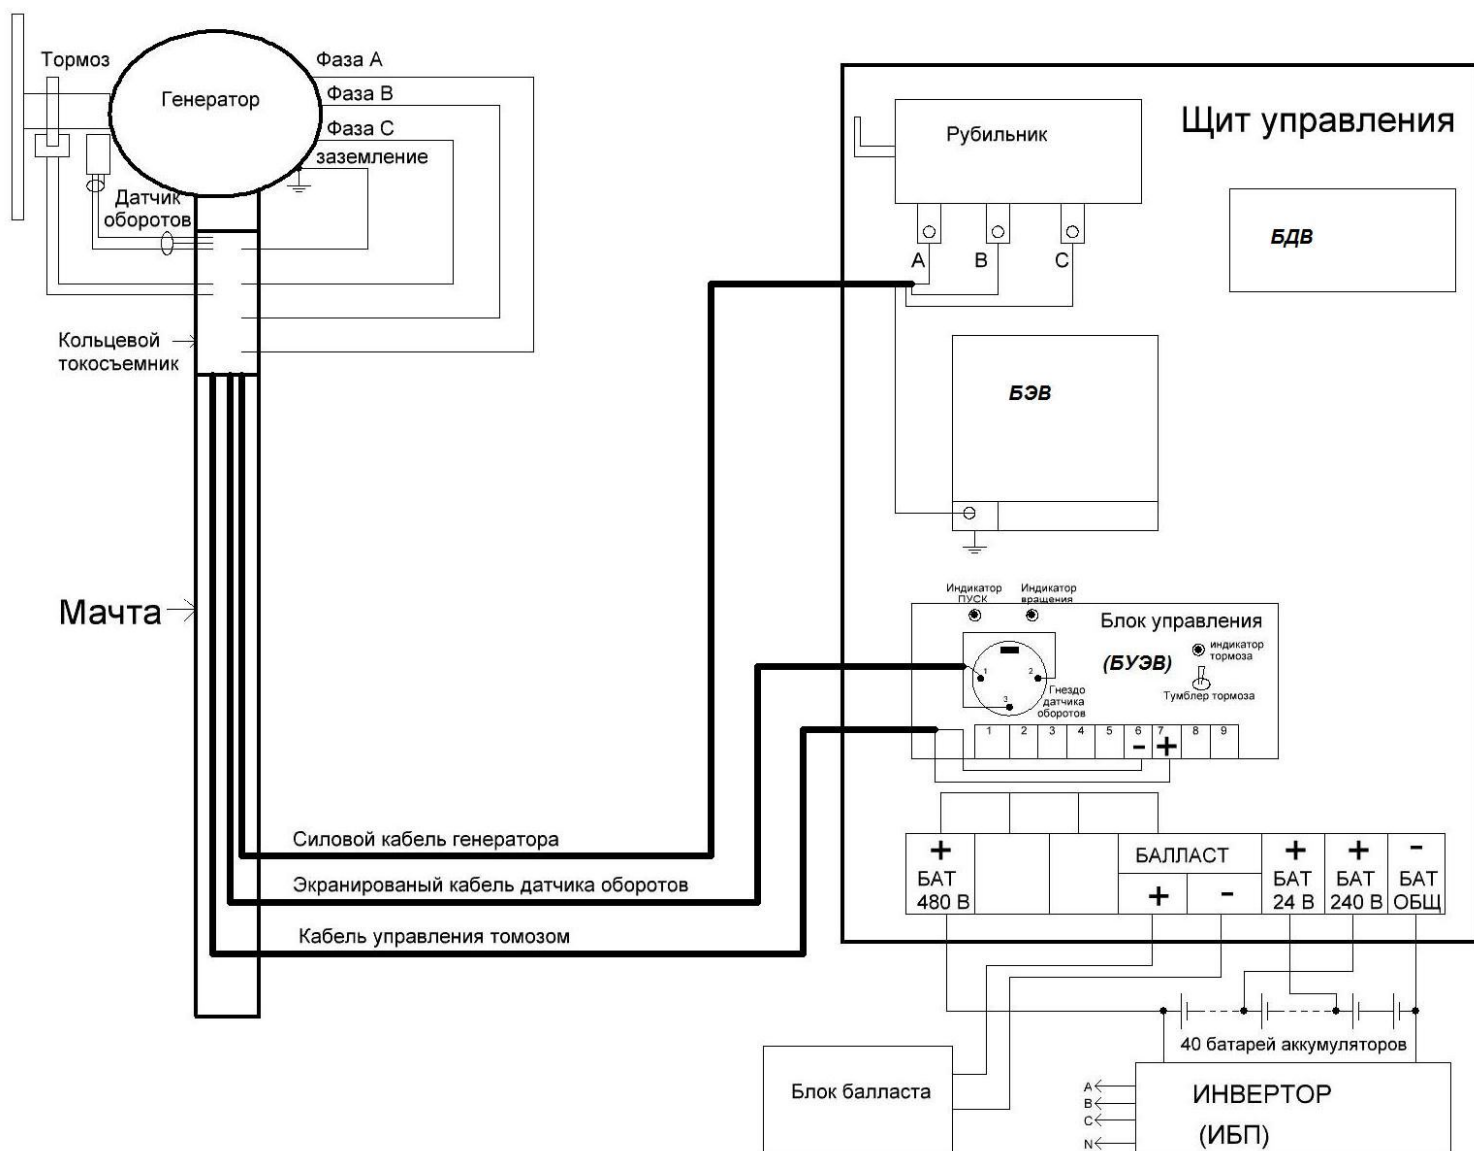 Тормоз
Генератор
Фаза А
Фаза В
Фаза С
заземление
Датчик
оборотов
Кольцевой
токосъемник
Мачта
Щит управления
Рубильник
А
В
С
БДВ
БЭВ
Индикатор
ПУСК
Индикатор
вращения
Блок управления
(БУЭВ)
индикатор
тормоза
Тумблер тормоза
1
2
3
Гнездо
датчика
оборотов
1 2 3 4 5 6 7 8 9
- +
Силовой кабель генератора
Экранированый кабель датчика оборотов
Кабель управления томозом
+
БАТ
480 В
БАЛЛАСТ
+ -
+
БАТ
24 В
+
БАТ
240 В
-
БАТ
ОБЩ
40 батарей аккумуляторов
Блок балласта
А
В
С
N
ИНВЕРТОР
(ИБП)